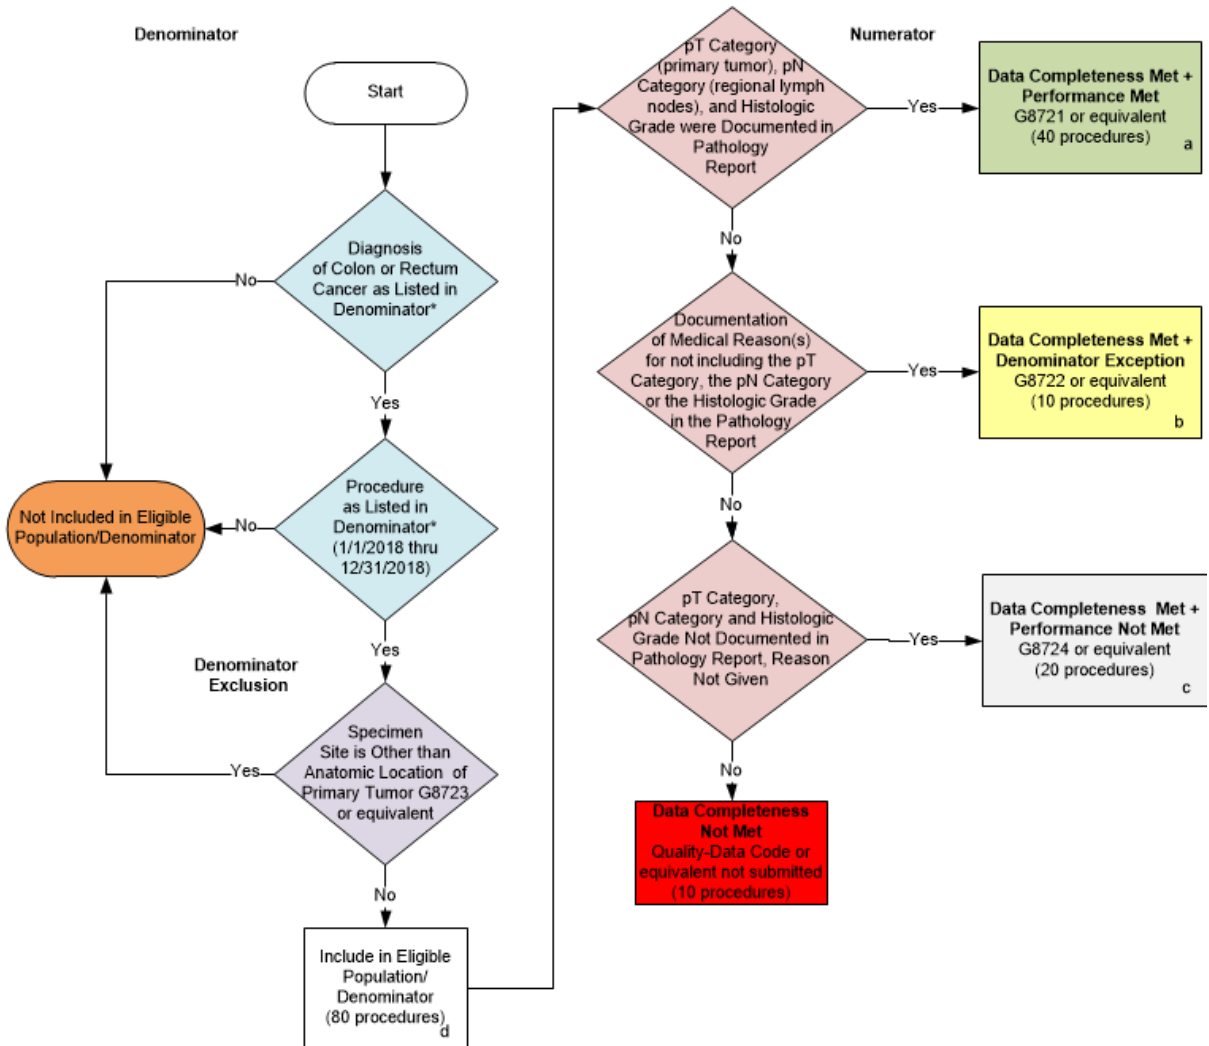 Denominator
Start
Diagnosis
of Colon or Rectum
Cancer as Listed in
Denominator*
No
Yes
Procedure
as Listed in
Denominator*
(1/1/2018 thru
12/31/2018)
No
Not Included in Eligible
Population/Denominator
Yes
Denominator
Exclusion
Specimen
Site is Other than
Anatomic Location of
Primary Tumor G8723
or equivalent
Yes
No
Include in Eligible
Population/
Denominator
(80 procedures)
d
Numerator
pT Category
(primary tumor), pN
Category (regional lymph
nodes), and Histologic
Grade were Documented in
Pathology
Report
Yes
Data Completeness Met +
Performance Met
G8721 or equivalent
(40 procedures)
a
No
Documentation
of Medical Reason(s)
for not including the pT
Category, the pN Category
or the Histologic Grade
in the Pathology
Report
Yes
Data Completeness Met +
Denominator Exception
G8722 or equivalent
(10 procedures)
b
No
pT Category,
pN Category and Histologic
Grade Not Documented in
Pathology Report, Reason
Not Given
Yes
Data Completeness Met +
Performance Not Met
G8724 or equivalent
(20 procedures)
c
No
Data Completeness
Not Met
Quality-Data Code or
equivalent not submitted
(10 procedures)